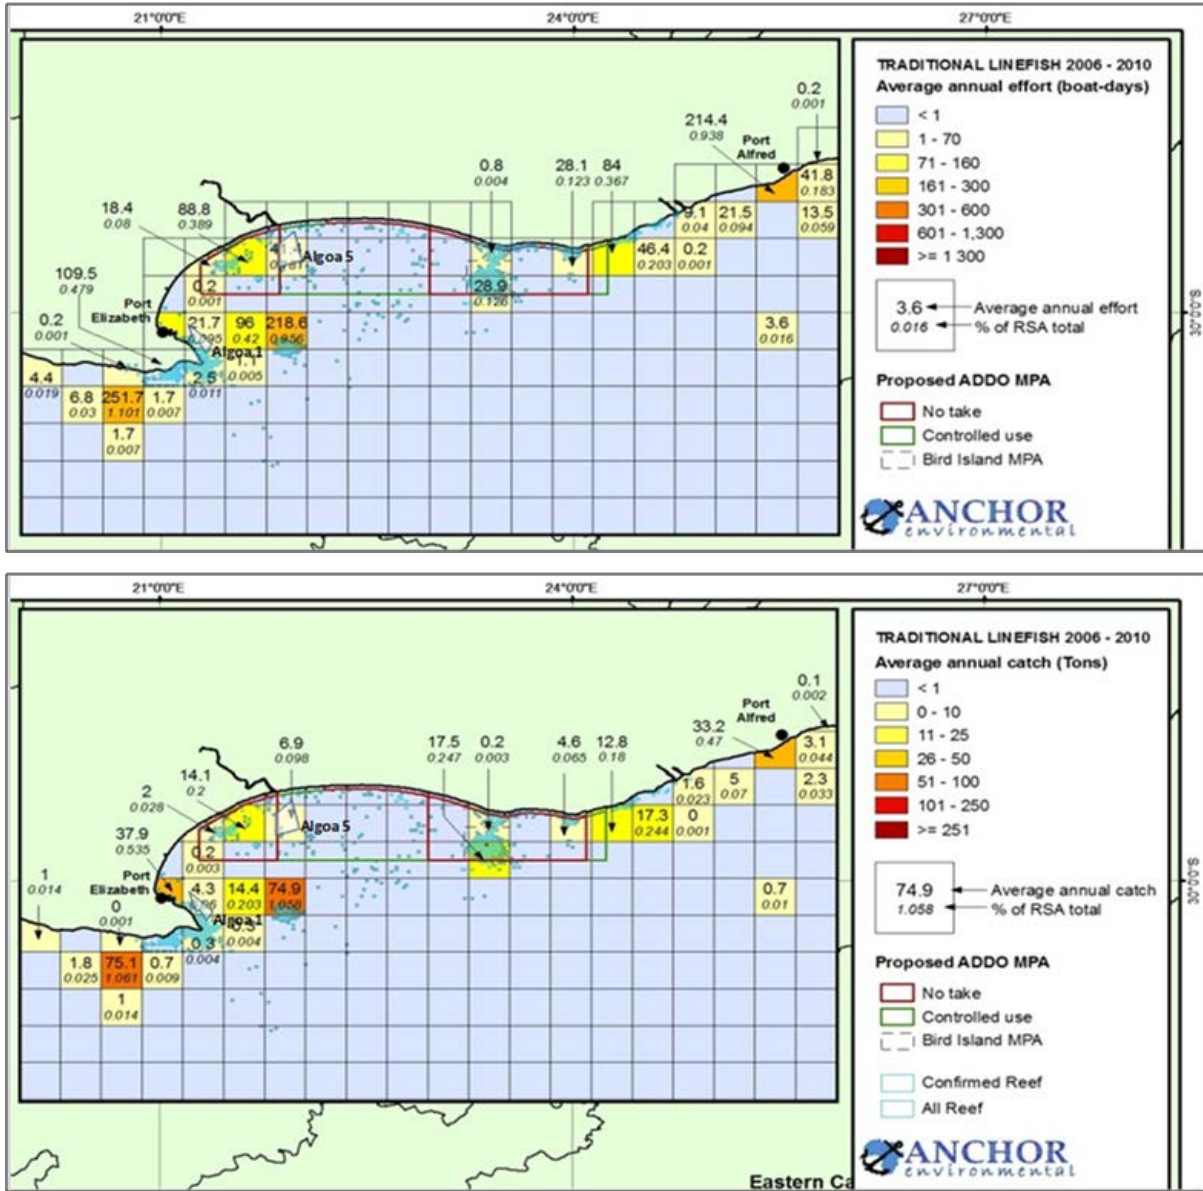 21°0'0"E 24°0'0"E 27°0'0"E
TRADITIONAL LINEFISH 2006 - 2010
Average annual effort (boat-days)
< 1
1 - 70
71 - 160
161 - 300
301 - 600
601 - 1,300
>= 1 300
3.6 Average annual effort
0.016 % of RSA total
Proposed ADDO MPA
No take
Controlled use
Bird Island MPA
ANCHOR
environmental
30°0'0"S
0.2
0.001
214.4
0.938
Port
Alfred
41.8
0.183
13.5
0.059
0.8
0.004
28.1
0.123
84
0.367
9.1
0.04
21.5
0.094
46.4
0.203
0.2
0.001
18.4
0.08
88.8
0.389
Algoa 5
28.9
0.126
109.5
0.479
0.2
0.001
Port
Elizabeth
0.2
0.001
21.7
96
0.42
218.6
0.956
Algoa 1
0.005
2.5
0.011
3.6
0.016
4.4
0.019
6.8
0.03
251.7
1.101
1.7
0.007
1.7
0.007
21°0'0"E 24°0'0"E 27°0'0"E
TRADITIONAL LINEFISH 2006 - 2010
Average annual catch (Tons)
< 1
0 - 10
11 - 25
26 - 50
51 - 100
101 - 250
>= 251
74.9 Average annual catch
1.058 % of RSA total
Proposed ADDO MPA
No take
Controlled use
Bird Island MPA
Confirmed Reef
All Reef
ANCHOR
environmental
30°0'0"S
0.1
0.002
Port
Alfred
33.2
0.47
3.1
0.044
2.3
0.033
6.9
0.098
17.5
0.247
0.2
0.003
4.6
0.065
12.8
0.18
1.6
0.023
5
0.07
17.3
0.244
0
0.001
14.1
0.2
2
0.028
Algoa 5
37.9
0.535
0.2
0.003
1
0.014
Port
Elizabeth
0
0.001
4.3
14.4
0.203
74.9
1.058
Algoa 1
0.004
0.3
0.004
0.7
0.01
1.8
0.025
75.1
1.061
0.7
0.009
1
0.014
Eastern Ca